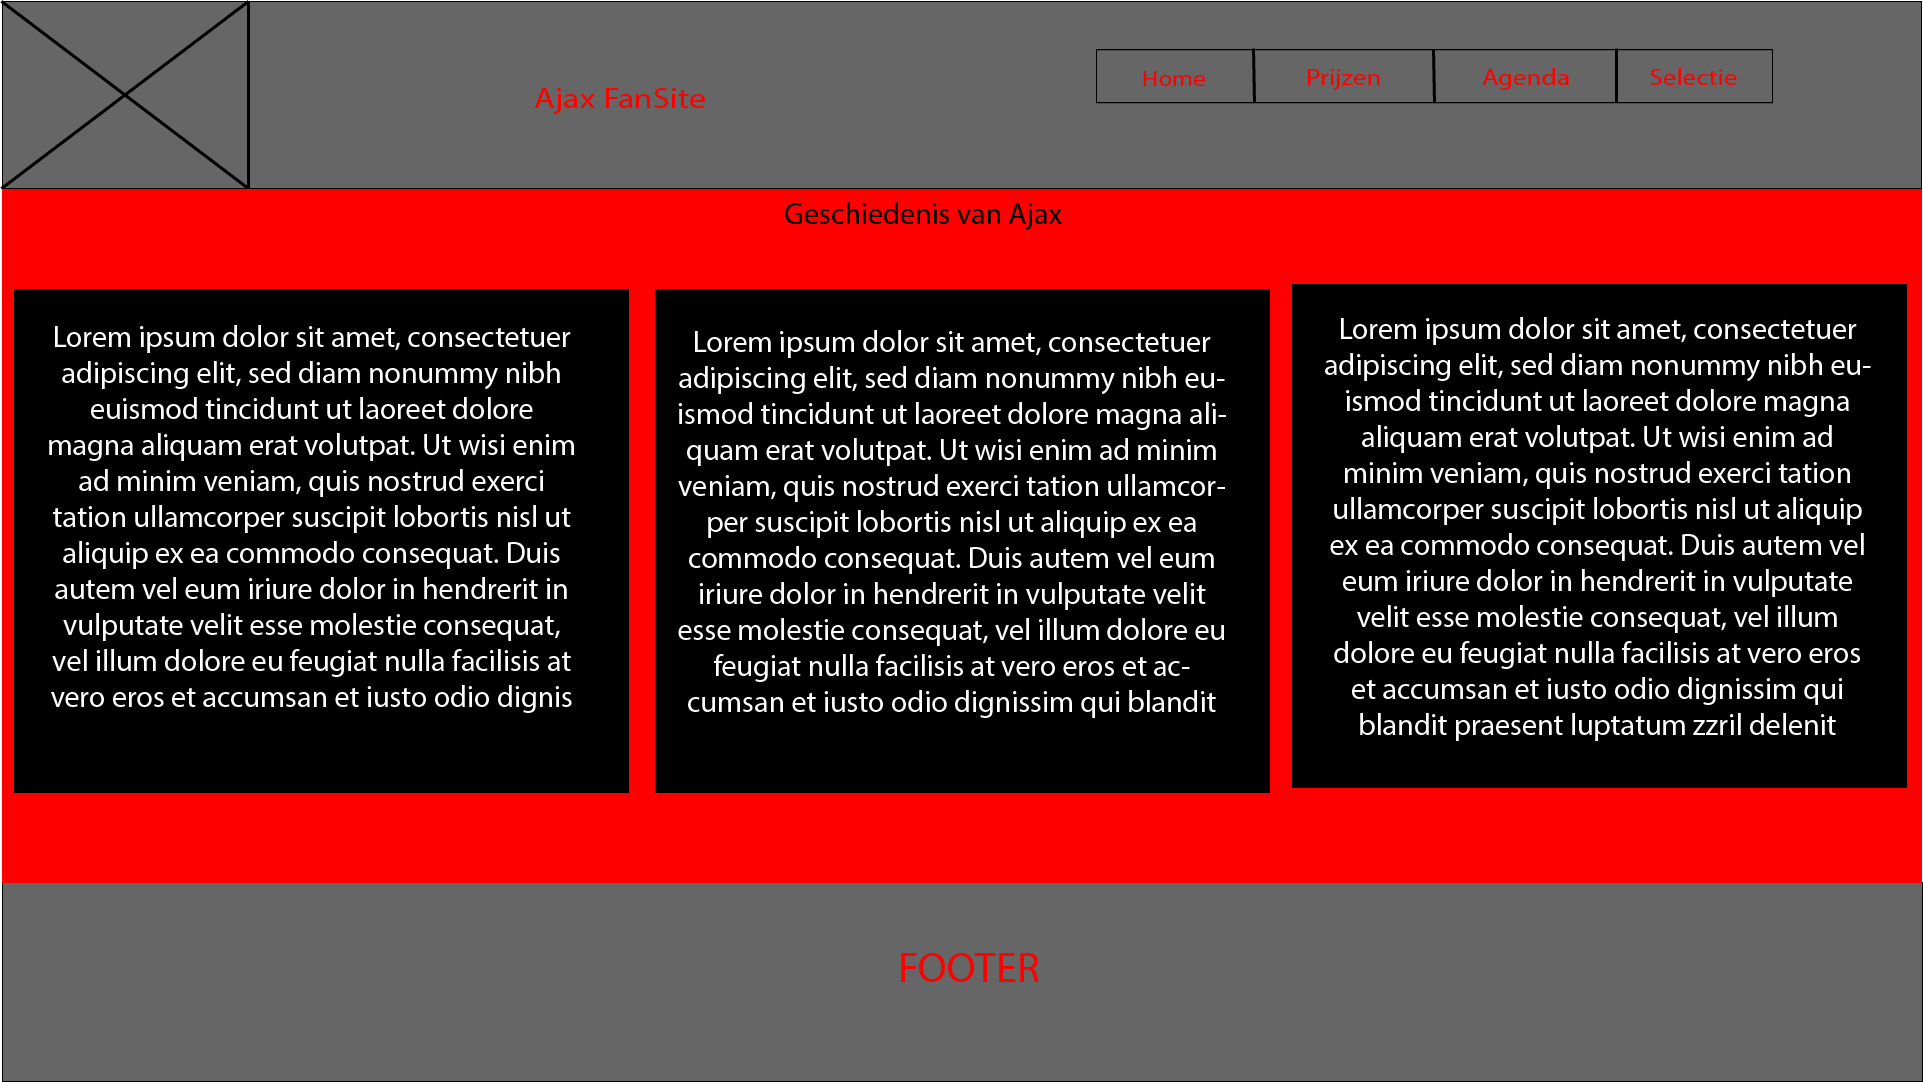 Ajax FanSite
Home
Prijzen
Agenda
Selectie
Geschiedenis van Ajax
Lorem ipsum dolor sit amet, consectetuer
adipiscing elit, sed diam nonummy nibh
euismod tincidunt ut laoreet dolore
magna aliquam erat volutpat. Ut wisi enim
ad minim veniam, quis nostrud exerci
tation ullamcorper suscipit lobortis nisl ut
aliquip ex ea commodo consequat. Duis
autem vel eum iriure dolor in hendrerit in
vulputate velit esse molestie consequat,
vel illum dolore eu feugiat nulla facilisis at
vero eros et accumsan et iusto odio dignis
Lorem ipsum dolor sit amet, consectetuer
adipiscing elit, sed diam nonummy nibh eu-
ismod tincidunt ut laoreet dolore magna ali-
quam erat volutpat. Ut wisi enim ad minim
veniam, quis nostrud exerci tation ullamcor-
per suscipit lobortis nisl ut aliquip ex ea
commodo consequat. Duis autem vel eum
iriure dolor in hendrerit in vulputate velit
esse molestie consequat, vel illum dolore eu
feugiat nulla facilisis at vero eros et ac-
cumsan et iusto odio dignissim qui blandit
Lorem ipsum dolor sit amet, consectetuer
adipiscing elit, sed diam nonummy nibh eu-
ismod tincidunt ut laoreet dolore magna
aliquam erat volutpat. Ut wisi enim ad
minim veniam, quis nostrud exerci tation
ullamcorper suscipit lobortis nisl ut aliquip
ex ea commodo consequat. Duis autem vel
eum iriure dolor in hendrerit in vulputate
velit esse molestie consequat, vel illum
dolore eu feugiat nulla facilisis at vero eros
et accumsan et iusto odio dignissim qui
blandit praesent luptatum zzril delenit
FOOTER